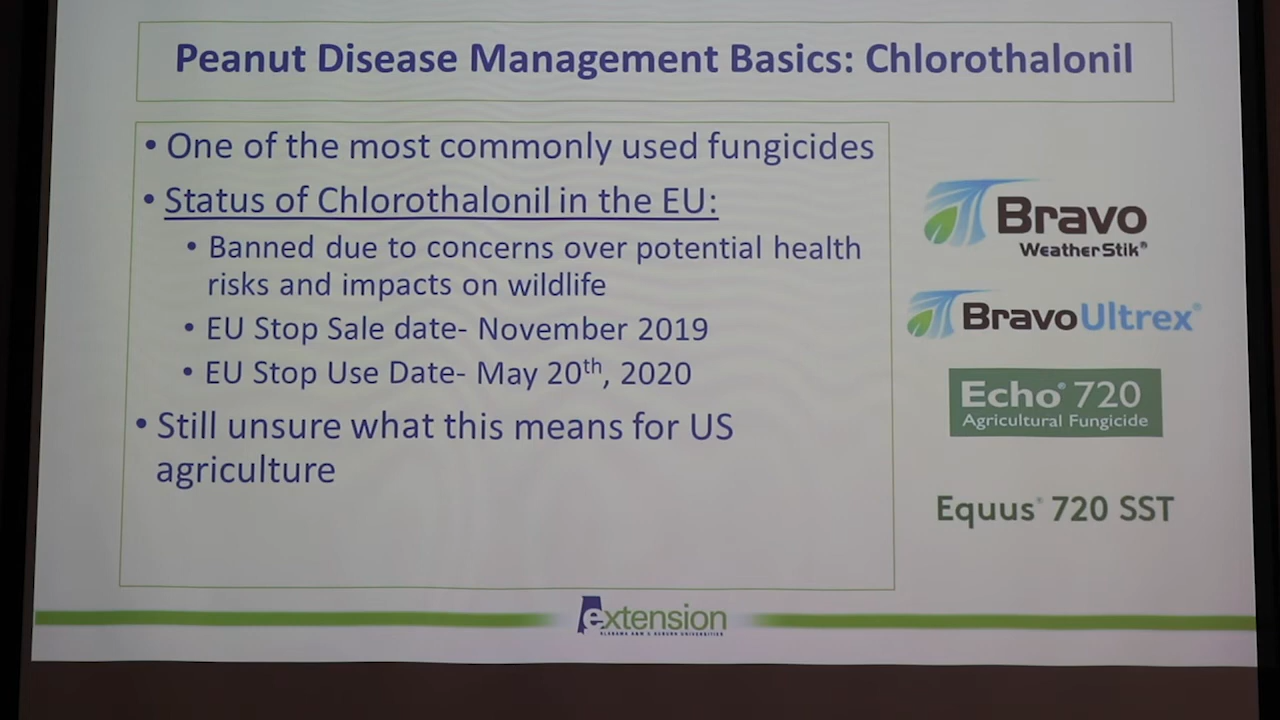 Peanut Disease Management Basics: Chlorothalonil
• One of the most commonly used fungicides
• Status of Chlorothalonil in the EU:
• Banned due to concerns over potential health
risks and impacts on wildlife
• EU Stop Sale date- November 2019
• EU Stop Use Date- May 20th, 2020
• Still unsure what this means for US
agriculture
Bravo
WeatherStik®
BravoUltrex®
Echo® 720
Agricultural Fungicide
Equus® 720 SST
extension
ALABAMA A&M & AUBURN UNIVERSITIES